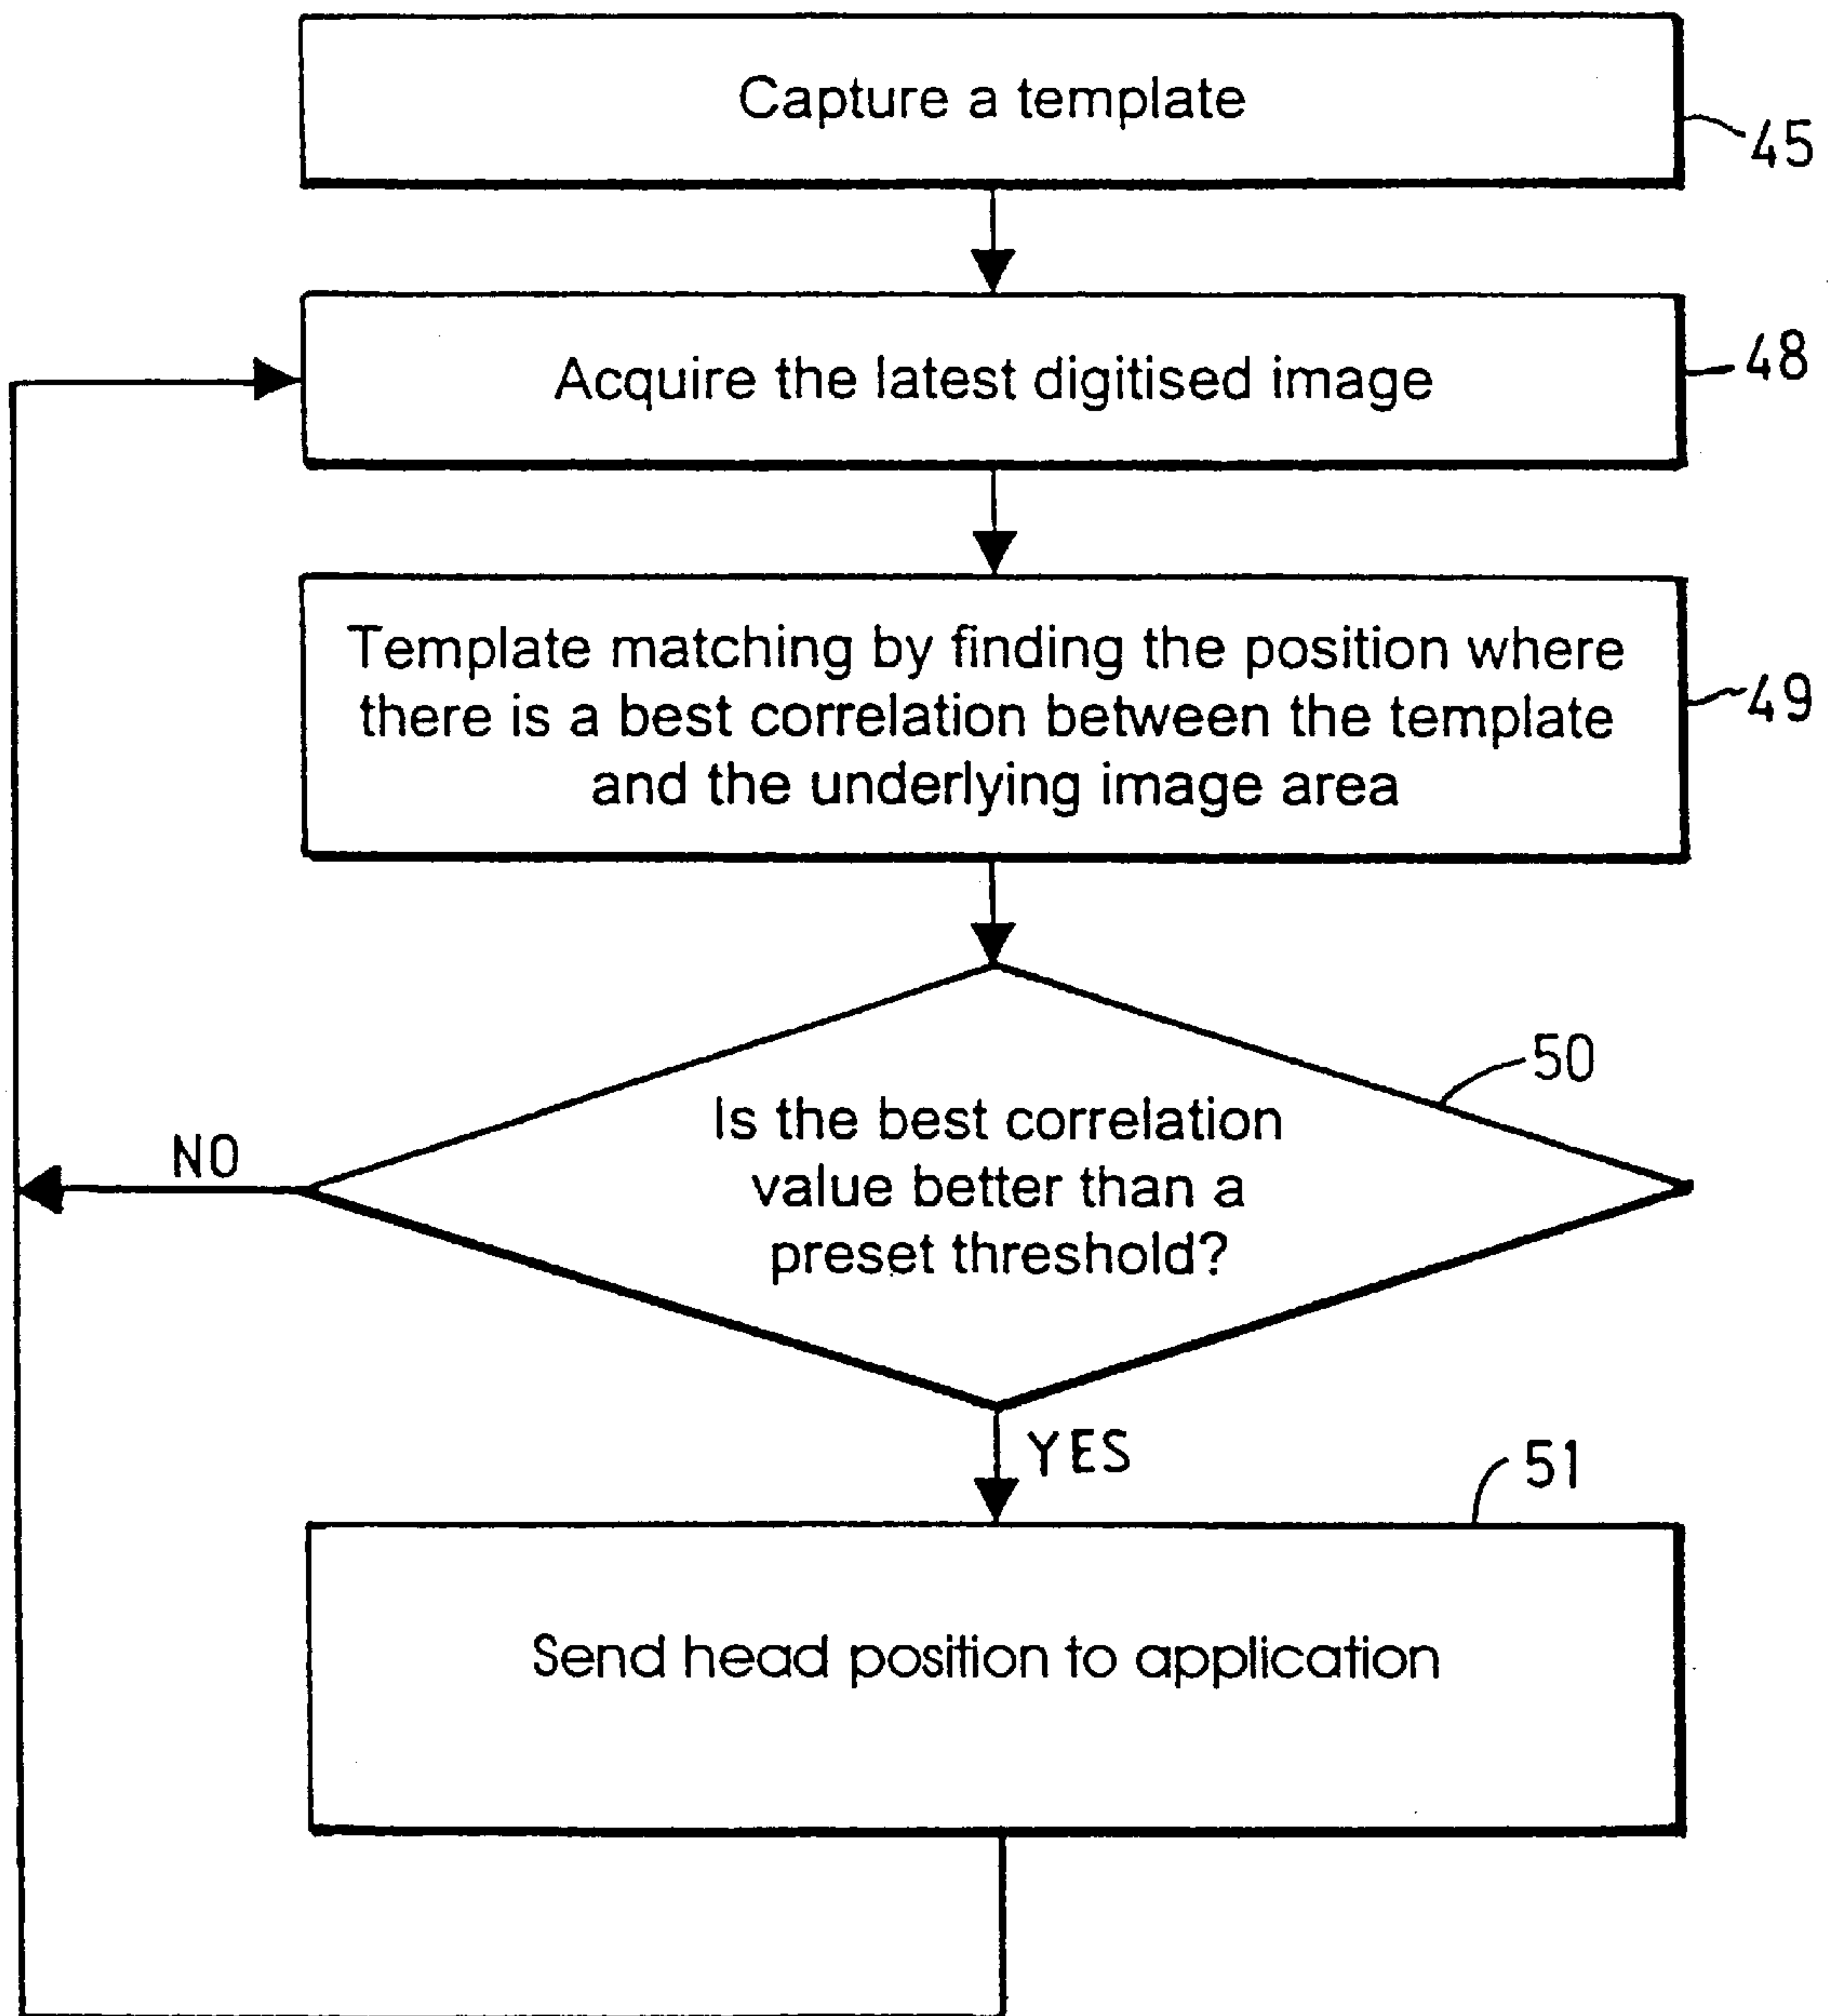 Capture a template
45
Acquire the latest digitised image
48
Template matching by finding the position where
there is a best correlation between the template
and the underlying image area
49
50
Is the best correlation
value better than a
preset threshold?
NO
YES
51
Send head position to application